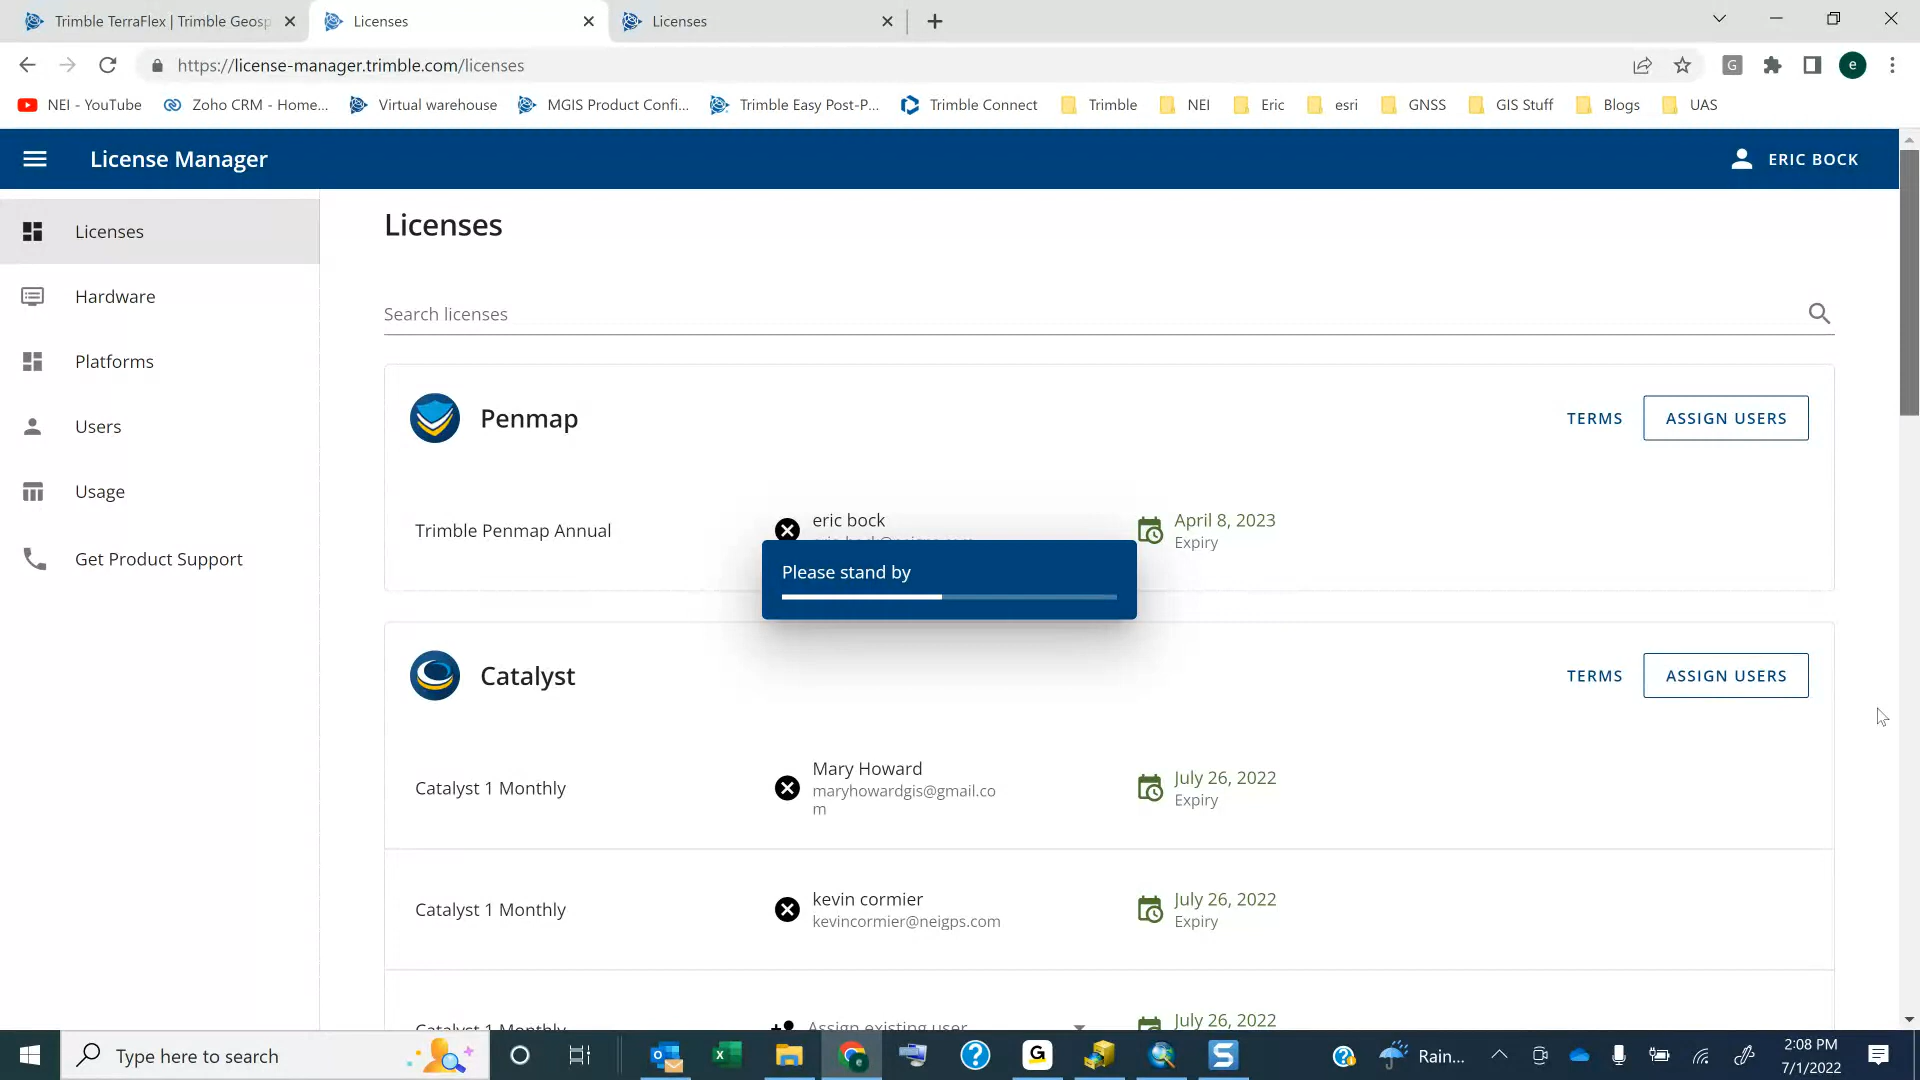 Trimble TerraFlex | Trimble Geosp
Licenses
Licenses
https://license-manager.trimble.com/licenses
G
e
NEI - YouTube
Zoho CRM - Home...
Virtual warehouse
MGIS Product Confi...
Trimble Easy Post-P...
Trimble Connect
Trimble
NEI
Eric
esri
GNSS
GIS Stuff
Blogs
UAS
License Manager
ERIC BOCK
Licenses
Hardware
Platforms
Users
Usage
Get Product Support
Licenses
Search licenses
Penmap
TERMS
ASSIGN USERS
Trimble Penmap Annual
eric bock
April 8, 2023
Expiry
Please stand by
Catalyst
TERMS
ASSIGN USERS
Catalyst 1 Monthly
Mary Howard
maryhowardgis@gmail.co
m
July 26, 2022
Expiry
Catalyst 1 Monthly
kevin cormier
kevincormier@neigps.com
July 26, 2022
Expiry
Catalyst 1 Monthly
Assign existing user
July 26, 2022
Type here to search
G
S
Rain...
2:08 PM
7/1/2022